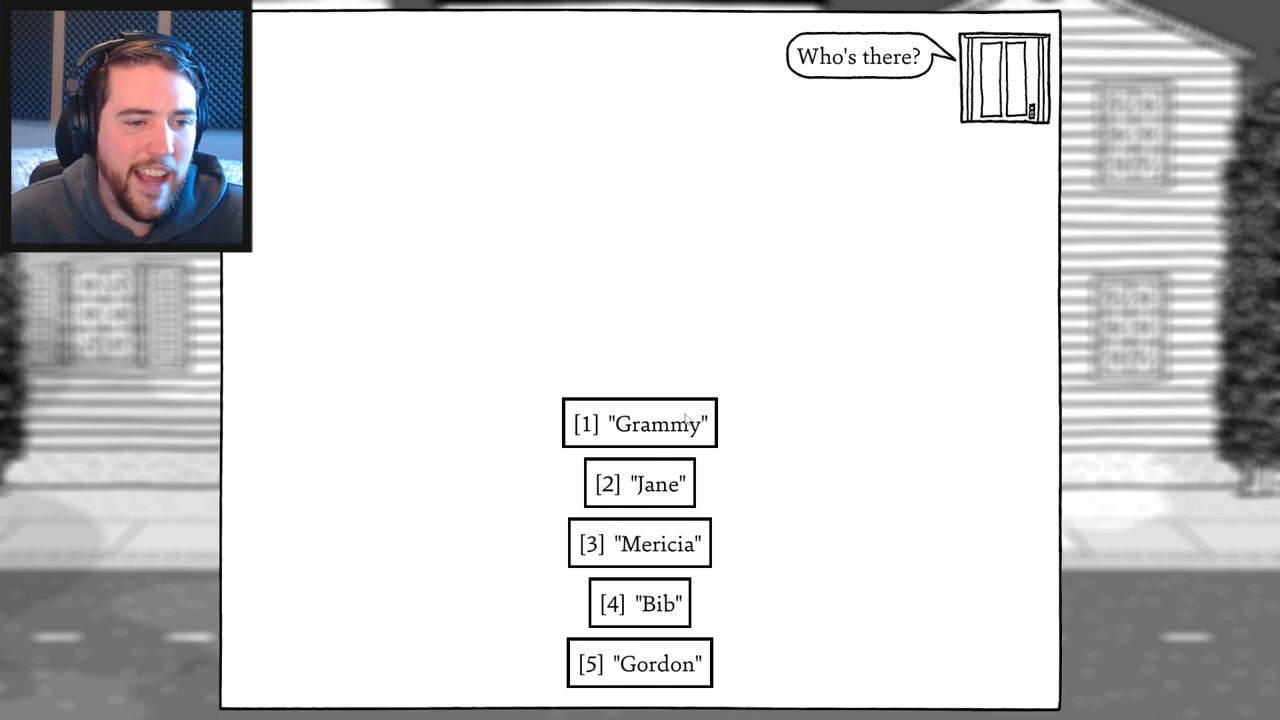 Who's there?
[1] "Grammy"
[2] "Jane"
[3] "Mericia"
[4] "Bib"
[5] "Gordon"